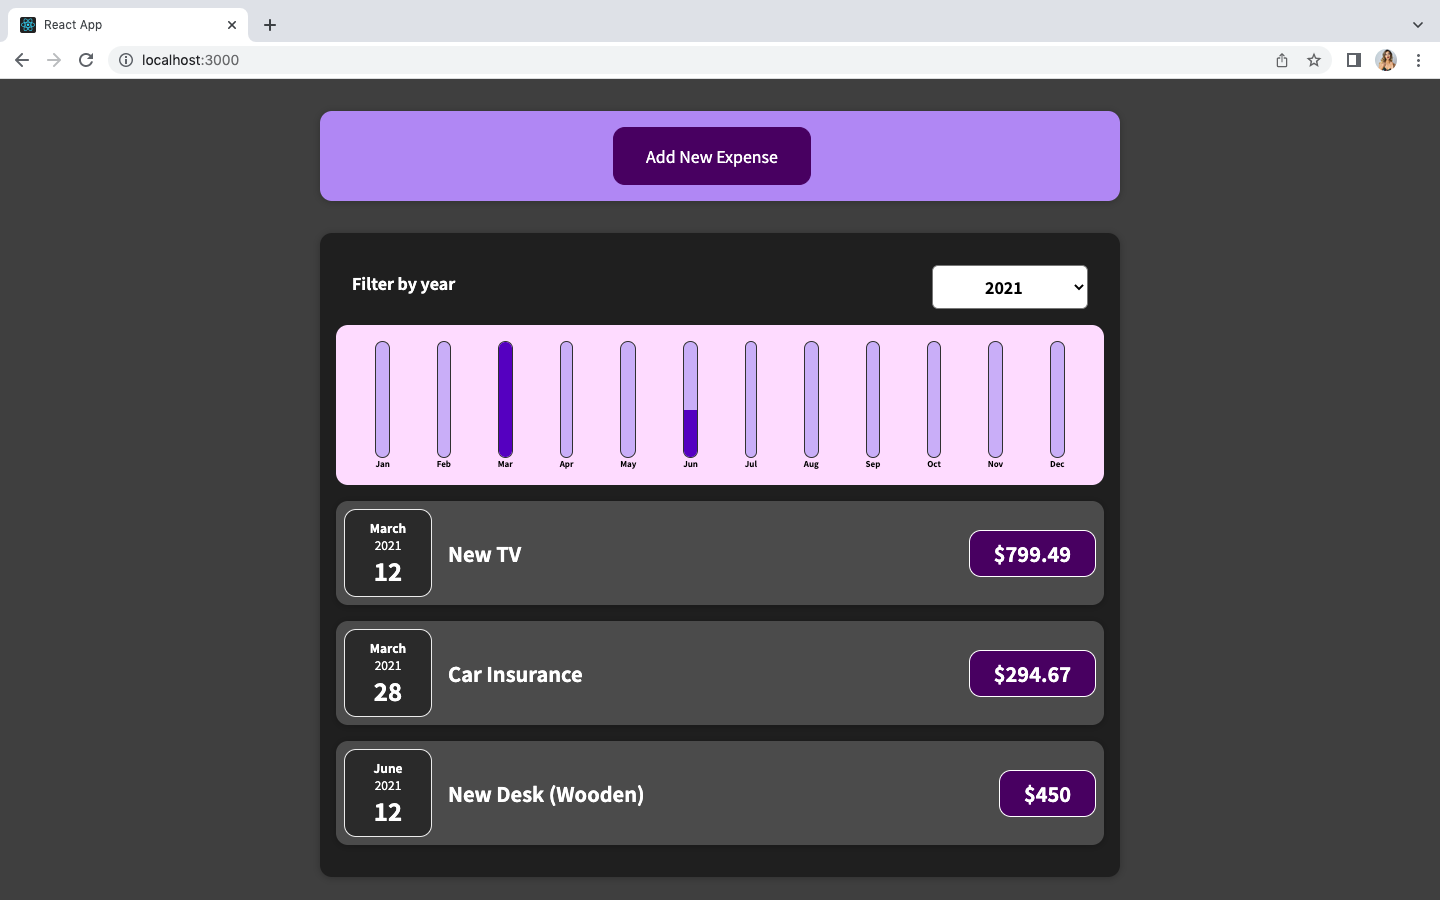 React App
localhost:3000
Add New Expense
Filter by year
2021
Jan Feb Mar Apr May Jun Jul Aug Sep Oct Nov Dec
March
2021
12
New TV
$799.49
March
2021
28
Car Insurance
$294.67
June
2021
12
New Desk (Wooden)
$450